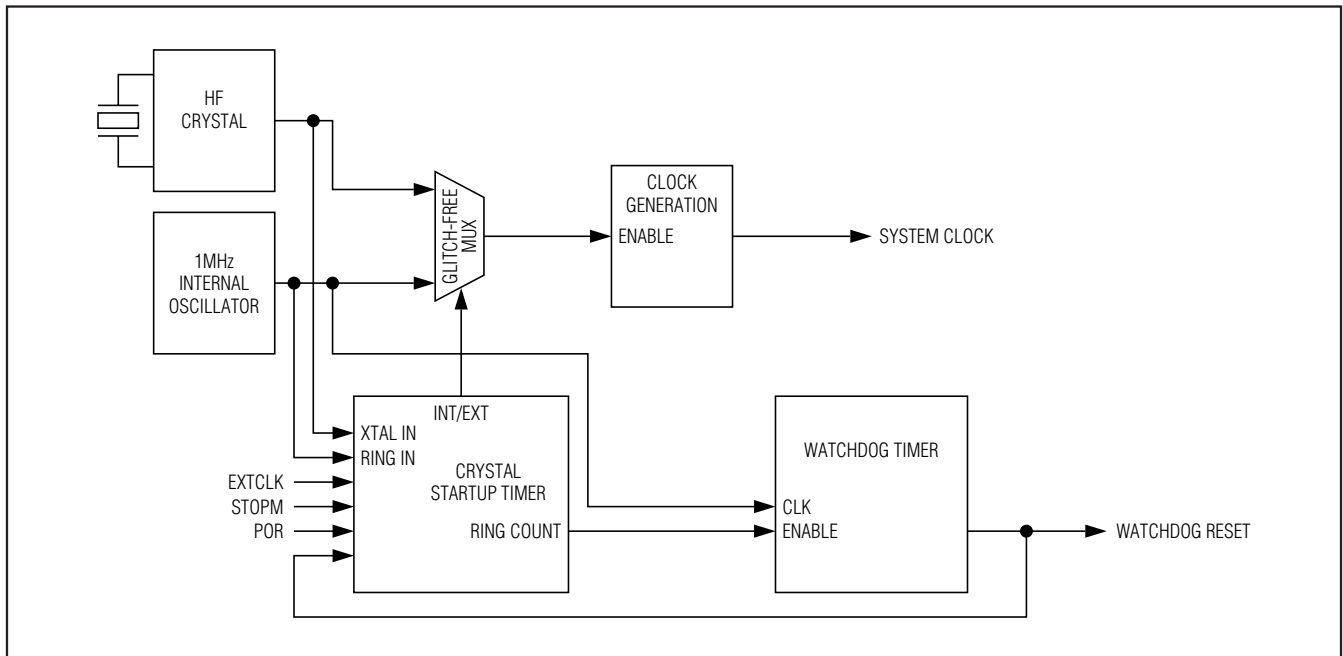 HF
CRYSTAL
1MHz
INTERNAL
OSCILLATOR
GLITCH-FREE
MUX
CLOCK
GENERATION
ENABLE
SYSTEM CLOCK
INT/EXT
XTAL IN
RING IN
EXTCLK
STOPM
POR
CRYSTAL
STARTUP TIMER
RING COUNT
WATCHDOG TIMER
CLK
ENABLE
WATCHDOG RESET